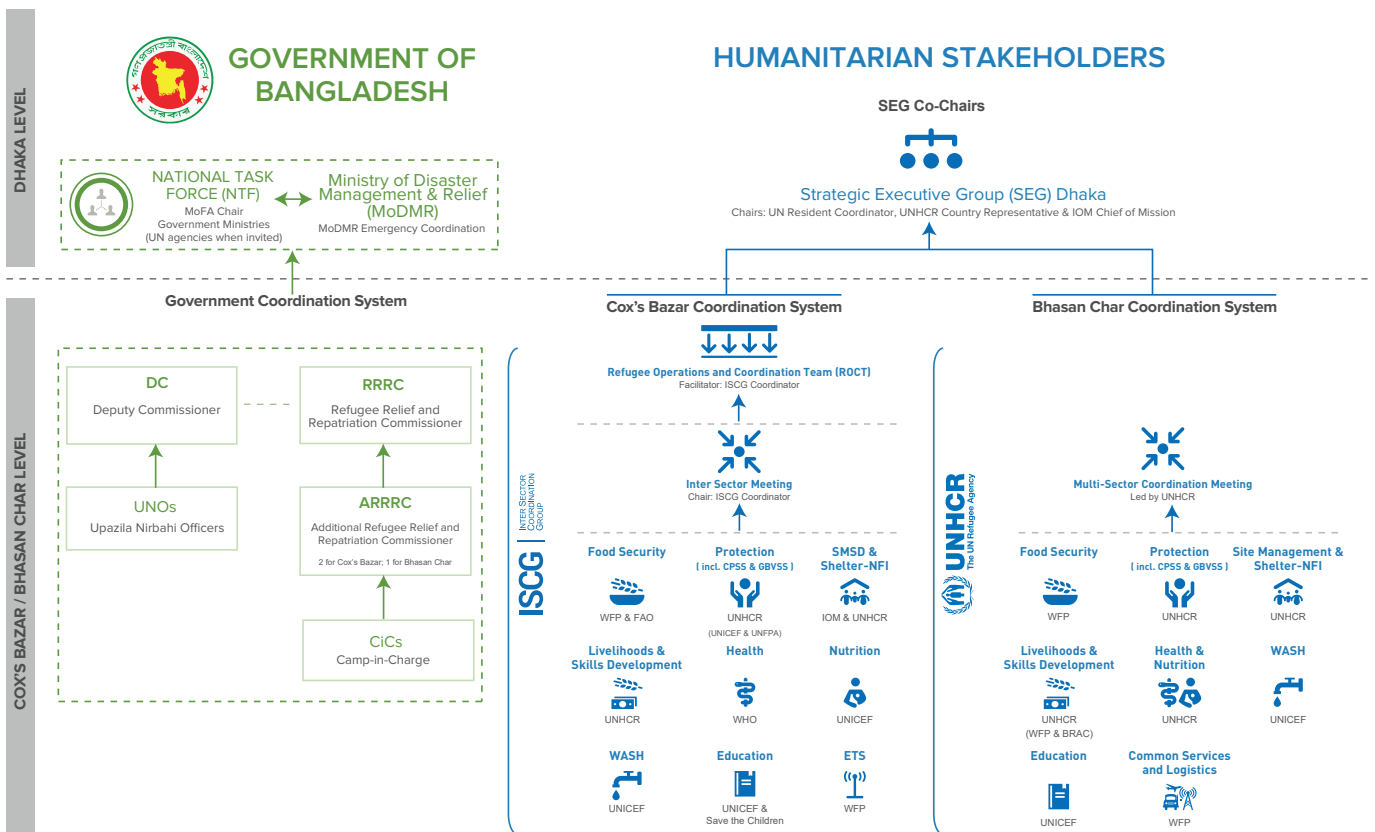 DHAKA LEVEL
গণপ্রজাতন্ত্রী বাংলাদেশ
সরকার
GOVERNMENT OF
BANGLADESH
NATIONAL TASK
FORCE (NTF)
MoFA Chair
Government Ministries
(UN agencies when invited)
Ministry of Disaster
Management & Relief
(MoDMR)
MoDMR Emergency Coordination
HUMANITARIAN STAKEHOLDERS
SEG Co-Chairs
Strategic Executive Group (SEG) Dhaka
Chairs: UN Resident Coordinator, UNHCR Country Representative & IOM Chief of Mission
COX'S BAZAR / BHASAN CHAR LEVEL
Government Coordination System
DC
Deputy Commissioner
UNOs
Upazila Nirbahi Officers
RRRC
Refugee Relief and
Repatriation Commissioner
ARRRC
Additional Refugee Relief and
Repatriation Commissioner
2 for Cox's Bazar; 1 for Bhasan Char
CiCs
Camp-in-Charge
Cox's Bazar Coordination System
ISCG
INTER SECTOR
COORDINATION
GROUP
Refugee Operations and Coordination Team (ROCT)
Facilitator: ISCG Coordinator
Inter Sector Meeting
Chair: ISCG Coordinator
Food Security
WFP & FAO
Protection
( incl. CPSS & GBVSS )
UNHCR
(UNICEF & UNFPA)
SMSD &
Shelter-NFI
IOM & UNHCR
Livelihoods &
Skills Development
UNHCR
Health
WHO
Nutrition
UNICEF
WASH
UNICEF
Education
UNICEF &
Save the Children
ETS
WFP
Bhasan Char Coordination System
UNHCR
The UN Refugee Agency
Multi-Sector Coordination Meeting
Led by UNHCR
Food Security
WFP
Protection
( incl. CPSS & GBVSS )
UNHCR
Site Management &
Shelter-NFI
UNHCR
Livelihoods &
Skills Development
UNHCR
(WFP & BRAC)
Health &
Nutrition
UNHCR
WASH
UNICEF
Education
UNICEF
Common Services
and Logistics
WFP